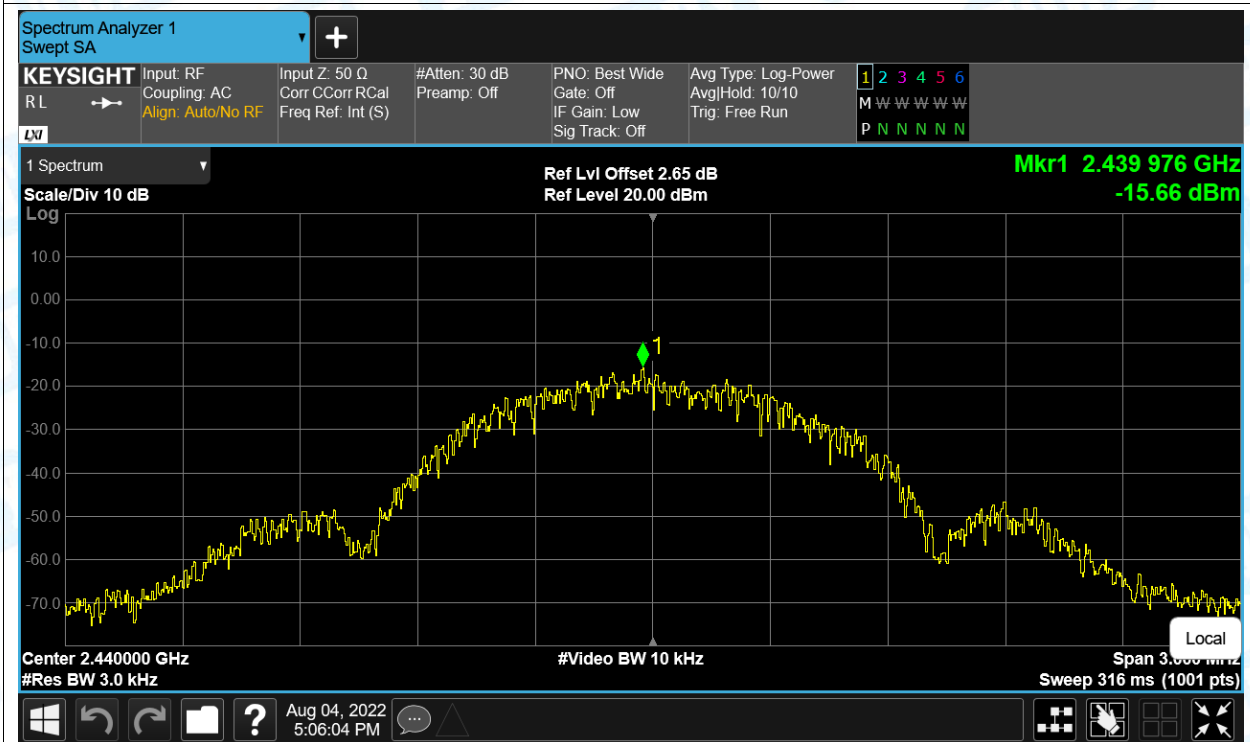 Spectrum Analyzer 1
Swept SA
KEYSIGHT
R L
LXI
Input: RF
Coupling: AC
Align: Auto/No RF
Input Z: 50 Ω
Corr CCorr RCal
Freq Ref: Int (S)
#Atten: 30 dB
Preamp: Off
PNO: Best Wide
Gate: Off
IF Gain: Low
Sig Track: Off
Avg Type: Log-Power
Avg|Hold: 10/10
Trig: Free Run
1 2 3 4 5 6
M W W W W W
P N N N N N
1 Spectrum
Scale/Div 10 dB
Log
Ref Lvl Offset 2.65 dB
Ref Level 20.00 dBm
Mkr1 2.439 976 GHz
-15.66 dBm
10.0
0.00
-10.0
-20.0
-30.0
-40.0
-50.0
-60.0
-70.0
1
Center 2.440000 GHz
#Res BW 3.0 kHz
#Video BW 10 kHz
Local
Span
Sweep 316 ms (1001 pts)
?
Aug 04, 2022
5:06:04 PM